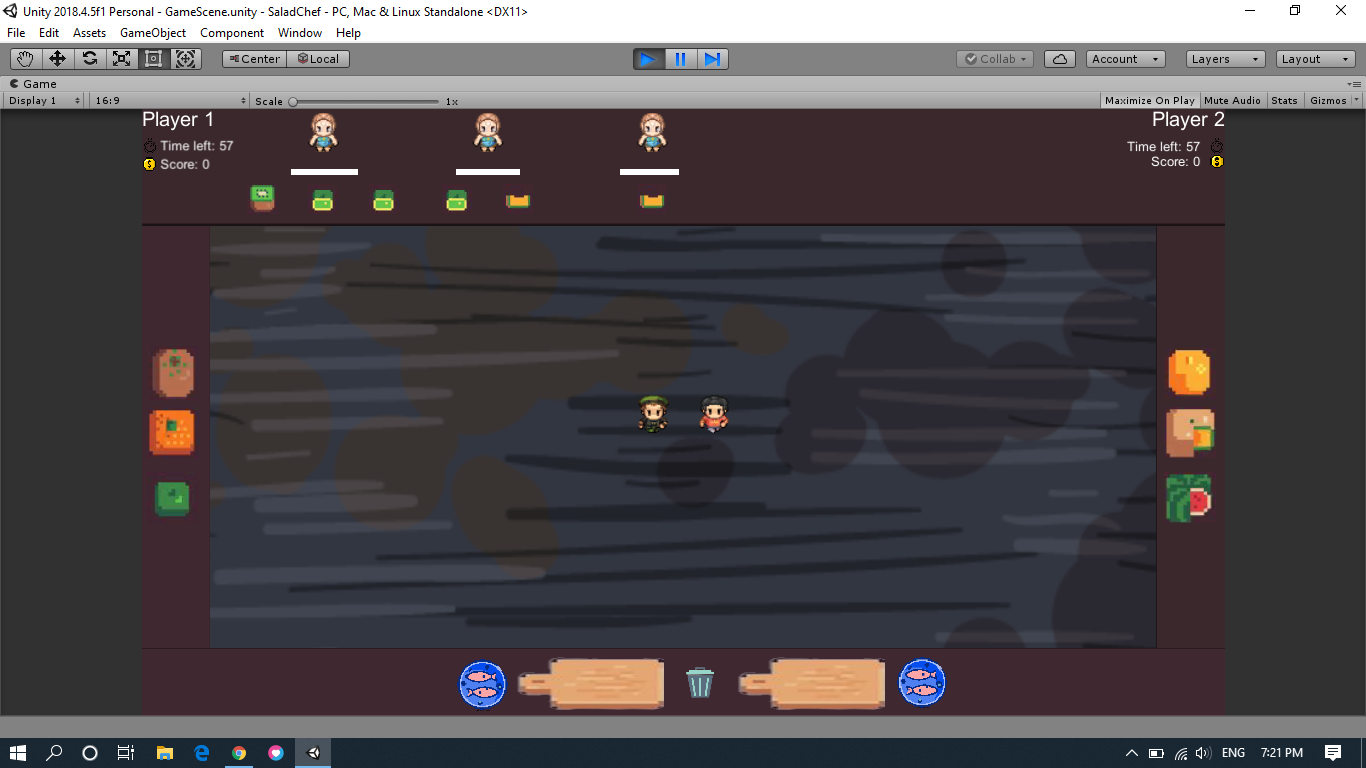 Unity 2018.4.5f1 Personal - GameScene.unity - SaladChef - PC, Mac & Linux Standalone <DX11>
File Edit Assets GameObject Component Window Help
Center Local Collab Account Layers Layout
Game
Display 1 16:9 Scale 1x Maximize On Play Mute Audio Stats Gizmos
Player 1 Player 2
Time left: 57 Time left: 57
Score: 0 Score: 0
ENG 7:21 PM